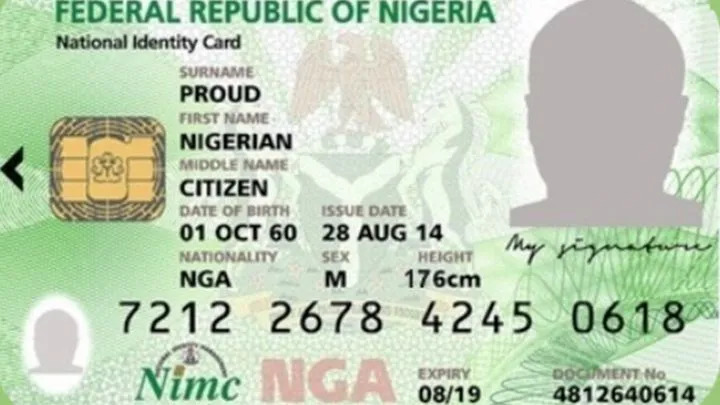 FEDERAL REPUBLIC OF NIGERIA
National Identity Card
SURNAME
PROUD
FIRST NAME
NIGERIAN
MIDDLE NAME
CITIZEN
DATE OF BIRTH ISSUE DATE
01 OCT 60 28 AUG 14
NATIONALITY SEX HEIGHT
NGA M 176cm
My signature
7212 2678 4245 0618
Nimc NGA
EXPIRY DOCUMENT No
08/19 4812640614